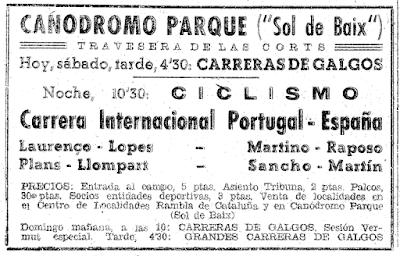 CANODROMO PARQUE ("Sol de Baix")
TRAVESERA DE LAS CORTS
Hoy, sábado, tarde, 4'30: CARRERAS DE GALGOS
Noche, 10'30: CICLISMO
Carrera Internacional Portugal - España
Laurenço - Lopes - Martino - Raposo
Plans - Llompart - Sancho - Martín
PRECIOS: Entrada al campo, 5 ptas. Asiento Tribuna, 2 ptas. Palcos,
30 ptas. Socios entidades deportivas, 3 ptas. Venta de localidades en
el Centro de Localidades Rambla de Cataluña y en Canódromo Parque
(Sol de Baix)
Domingo mañana, a las 10: CARRERAS DE GALGOS. Sesión Ver-
mut especial. Tarde, 4'30: GRANDES CARRERAS DE GALGOS